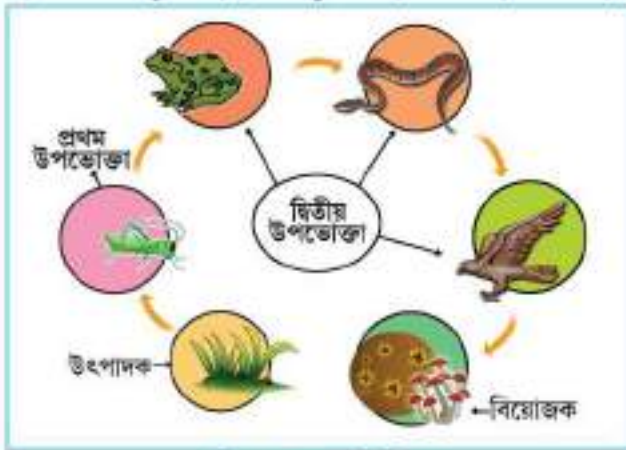 প্রথম
উপভোক্তা
দ্বিতীয়
উপভোক্তা
উৎপাদক
বিয়োজক